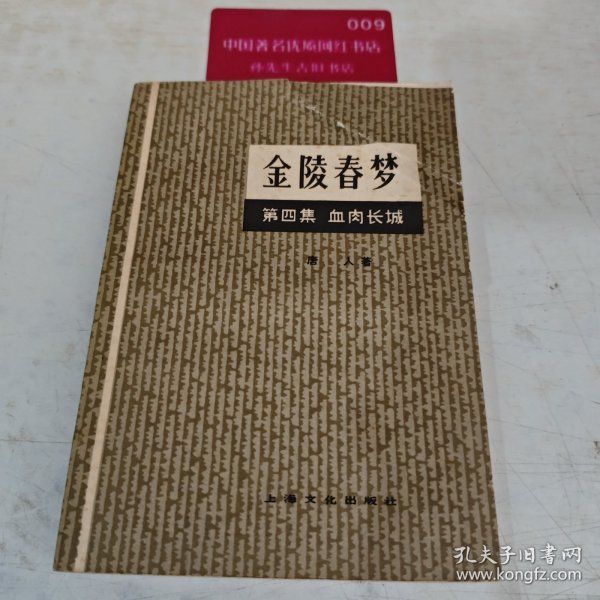 009
中国著名优质网红书店
孙先生古旧书店
金陵春梦
第四集 血肉长城
唐 人著
上海文化出版社
孔夫子旧书网
www.kongfz.com